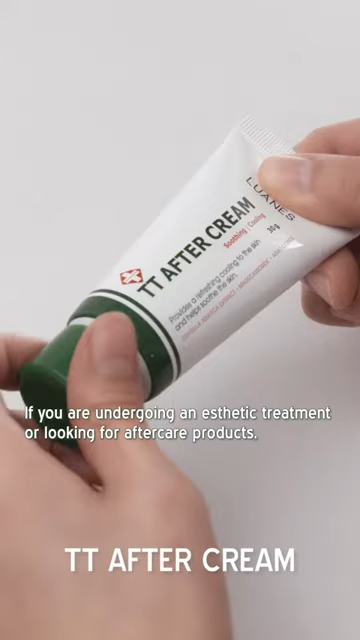 LUANES
TT AFTER CREAM
Soothing | Cooling
30g
Provides a refreshing cooling to the skin
and helps soothe the skin.
If you are undergoing an esthetic treatment
or looking for aftercare products.
TT AFTER CREAM